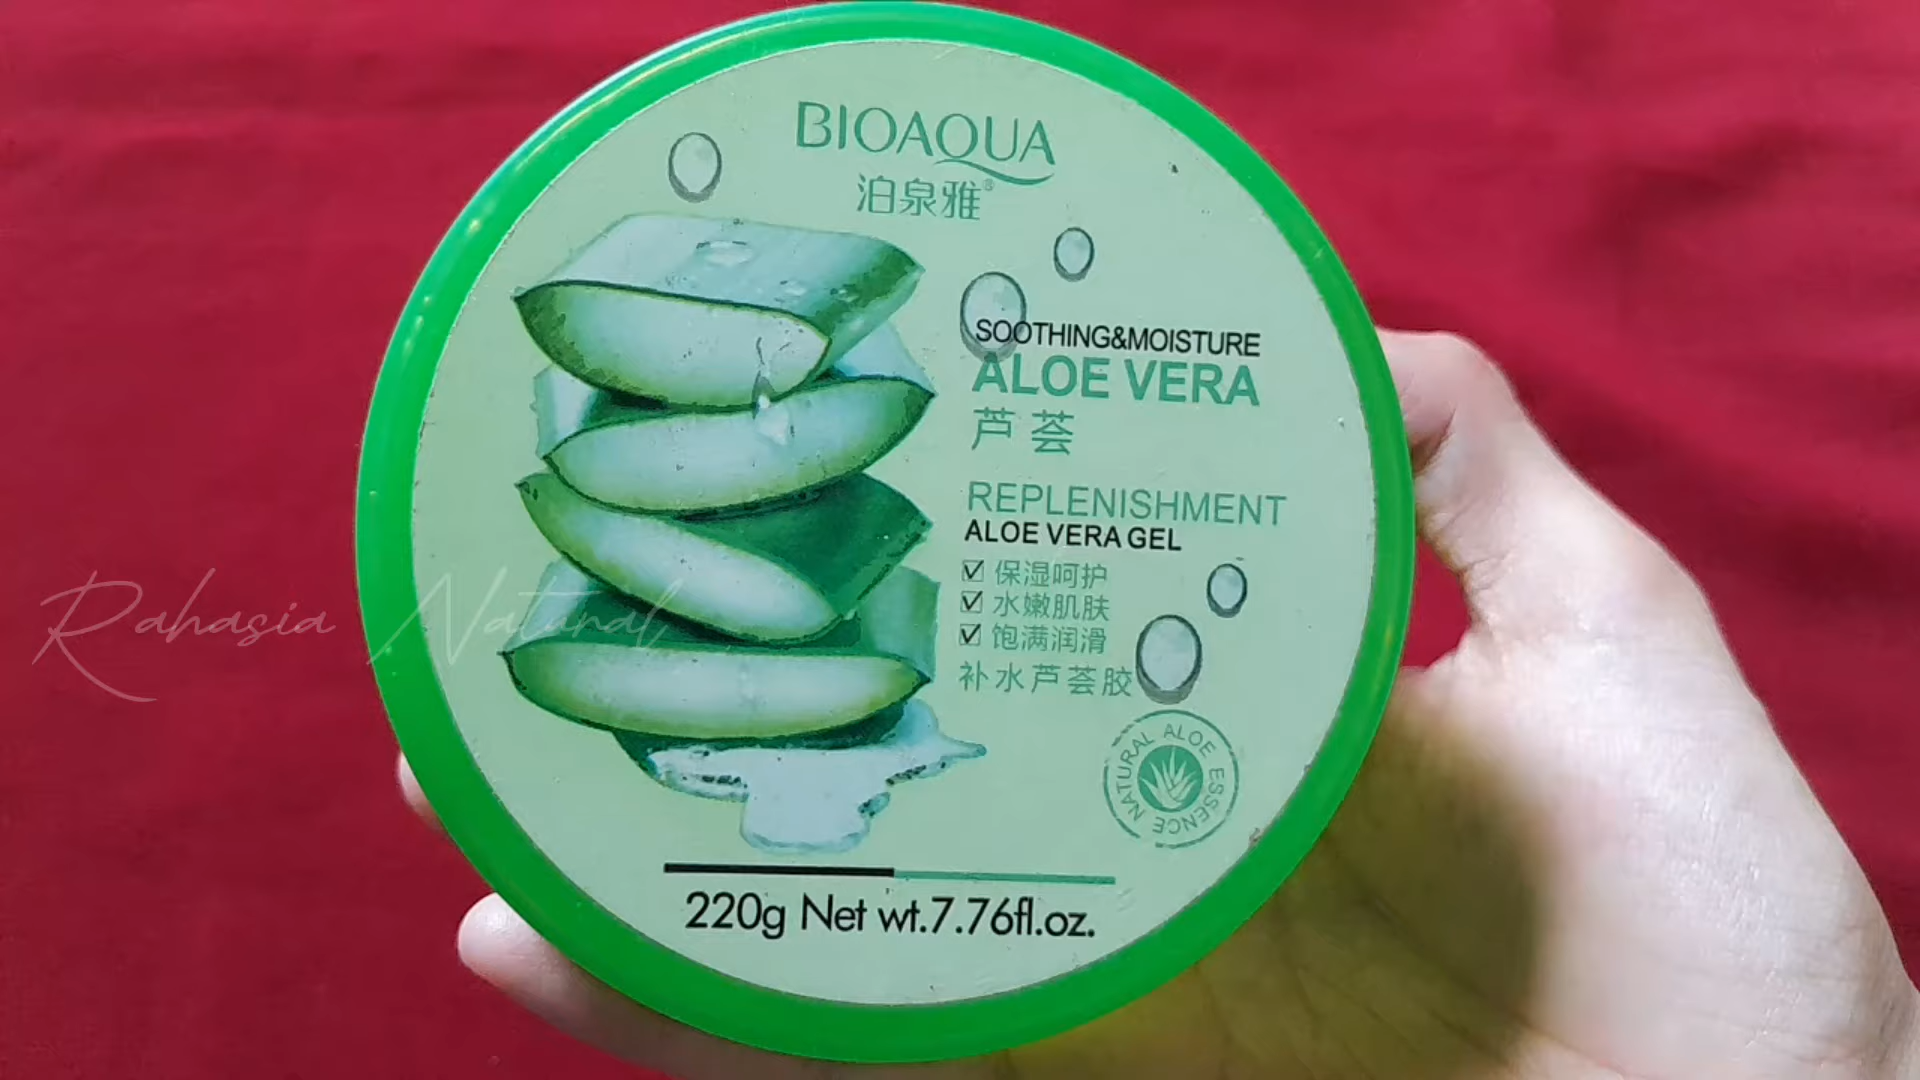 BIOAQUA
泊泉雅®
SOOTHING&MOISTURE
ALOE VERA
芦荟
REPLENISHMENT
ALOE VERA GEL
☑ 保湿呵护
☑ 水嫩肌肤
☑ 饱满润滑
补水芦荟胶
NATURAL ALOE ESSENCE
220g Net wt.7.76fl.oz.
Rahasia Natural